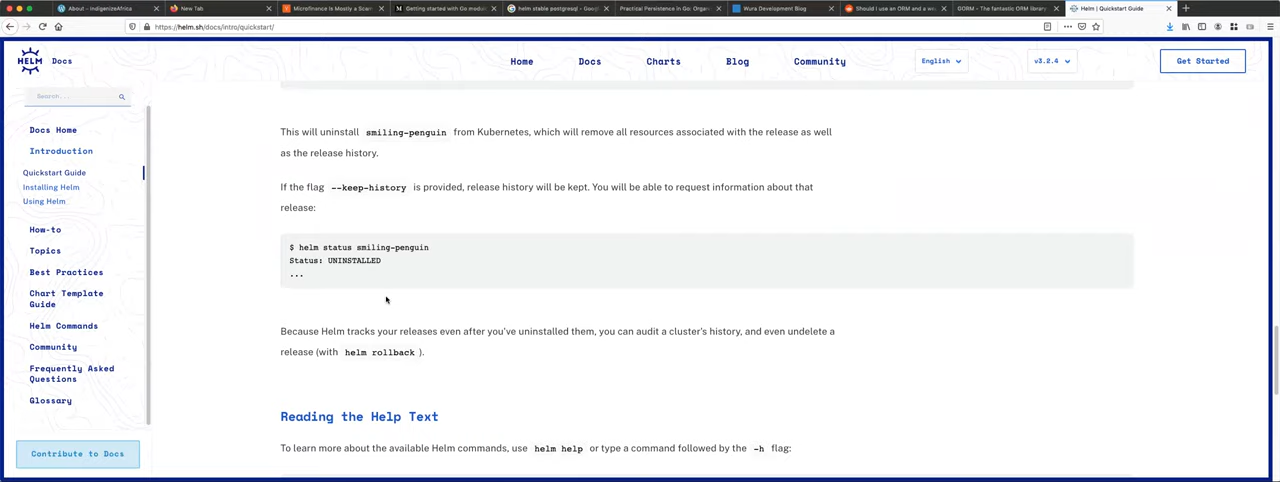 About – IndigenizeAfrica
New Tab
Microfinance Is Mostly a Scam
Getting started with Go modul
helm stable postgresql - Googl
Practical Persistence in Go: Organ
Wura Development Blog
Should I use an ORM and a we
GORM - The fantastic ORM library
Helm | Quickstart Guide
https://helm.sh/docs/intro/quickstart/
HELM Docs
Home Docs Charts Blog Community
English
v3.2.4
Get Started
Search...
Docs Home
Introduction
Quickstart Guide
Installing Helm
Using Helm
How-to
Topics
Best Practices
Chart Template
Guide
Helm Commands
Community
Frequently Asked
Questions
Glossary
Contribute to Docs
This will uninstall smiling-penguin from Kubernetes, which will remove all resources associated with the release as well
as the release history.
If the flag --keep-history is provided, release history will be kept. You will be able to request information about that
release:
$ helm status smiling-penguin
Status: UNINSTALLED
...
Because Helm tracks your releases even after you've uninstalled them, you can audit a cluster's history, and even undelete a
release (with helm rollback ).
Reading the Help Text
To learn more about the available Helm commands, use helm help or type a command followed by the -h flag: